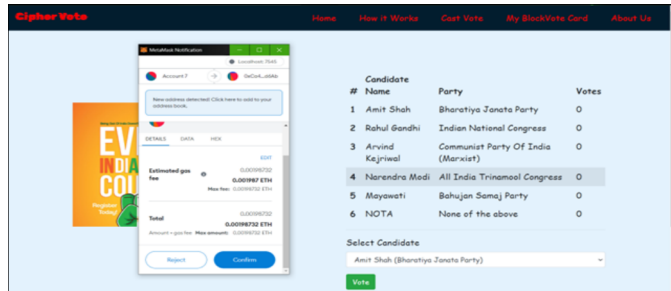 Cipher Vote
Home How it Works Cast Vote My BlockVote Card About Us
MetaMask Notification
Localhost 7545
Account 7
New address detected! Click here to add to your
address book.
DETAILS DATA HEX
EDIT
Estimated gas
fee
0.00198732
0.001987 ETH
Max fee: 0.00198732 ETH
Total
0.00198732
0.00198732 ETH
Amount + gas fee Max amount: 0.00198732 ETH
Reject Confirm
EV
INDIA
COU
Register
Today!
# Candidate Name Party Votes
1 Amit Shah Bharatiya Janata Party 0
2 Rahul Gandhi Indian National Congress 0
3 Arvind Kejriwal Communist Party Of India (Marxist) 0
4 Narendra Modi All India Trinamool Congress 0
5 Mayawati Bahujan Samaj Party 0
6 NOTA None of the above 0
Select Candidate
Amit Shah (Bharatiya Janata Party)
Vote